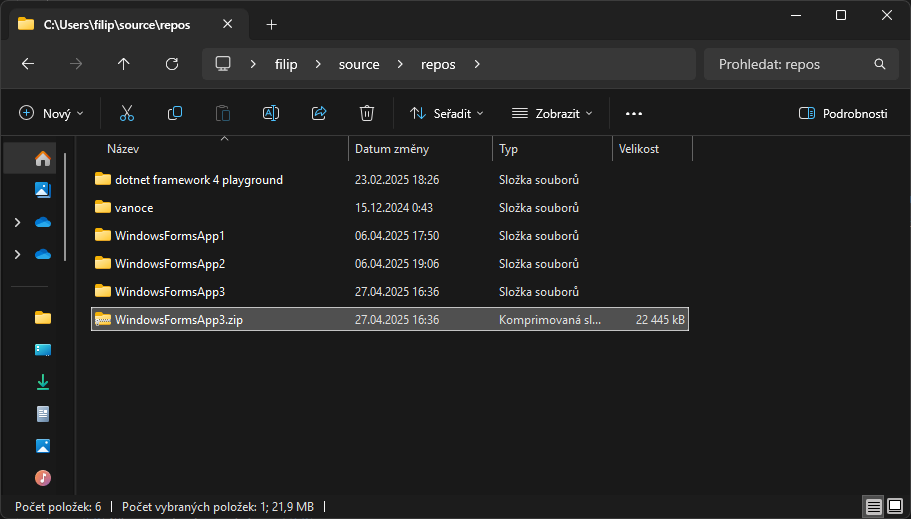 C:\Users\filip\source\repos
filip source repos
Prohledat: repos
Nový
Seřadit
Zobrazit
Podrobnosti
Název Datum změny Typ Velikost
dotnet framework 4 playground 23.02.2025 18:26 Složka souborů
vanoce 15.12.2024 0:43 Složka souborů
WindowsFormsApp1 06.04.2025 17:50 Složka souborů
WindowsFormsApp2 06.04.2025 19:06 Složka souborů
WindowsFormsApp3 27.04.2025 16:36 Složka souborů
WindowsFormsApp3.zip 27.04.2025 16:36 Komprimovaná sl... 22 445 kB
Počet položek: 6 Počet vybraných položek: 1; 21,9 MB